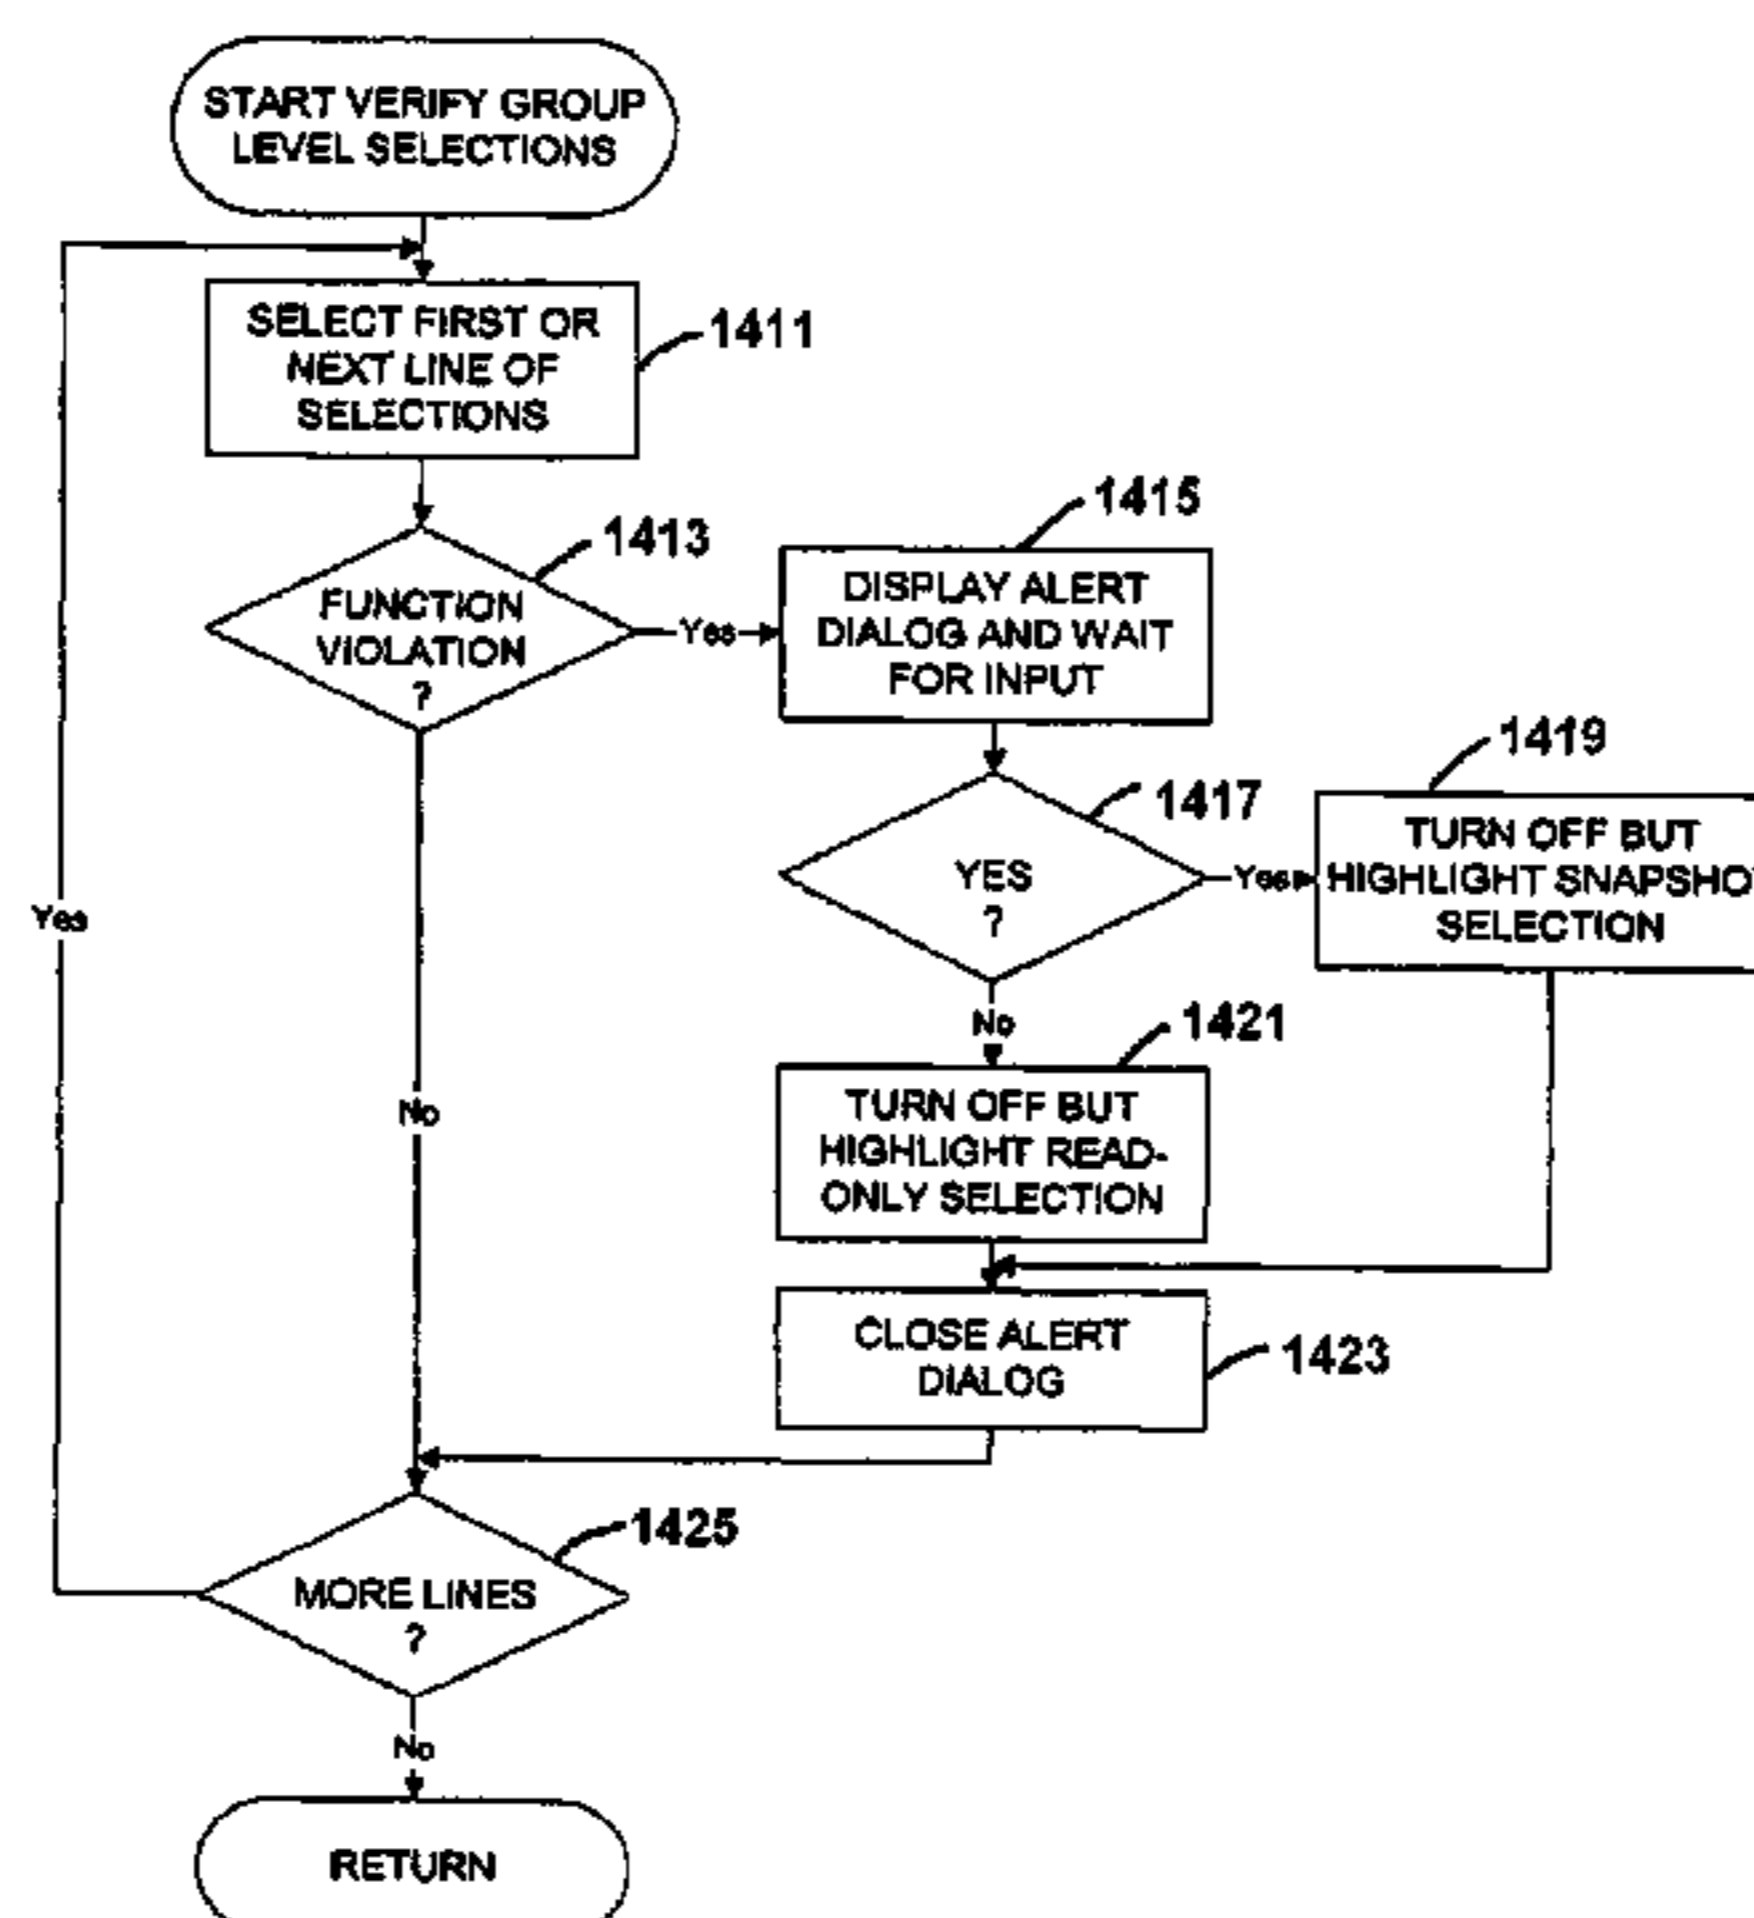 START VERIFY GROUP
LEVEL SELECTIONS
SELECT FIRST OR
NEXT LINE OF
SELECTIONS
1411
FUNCTION
VIOLATION
?
1413
Yes
DISPLAY ALERT
DIALOG AND WAIT
FOR INPUT
1415
YES
?
1417
Yes
TURN OFF BUT
HIGHLIGHT SNAPSHO
SELECTION
1419
No
TURN OFF BUT
HIGHLIGHT READ-
ONLY SELECTION
1421
CLOSE ALERT
DIALOG
1423
No
Yes
MORE LINES
?
1425
No
RETURN